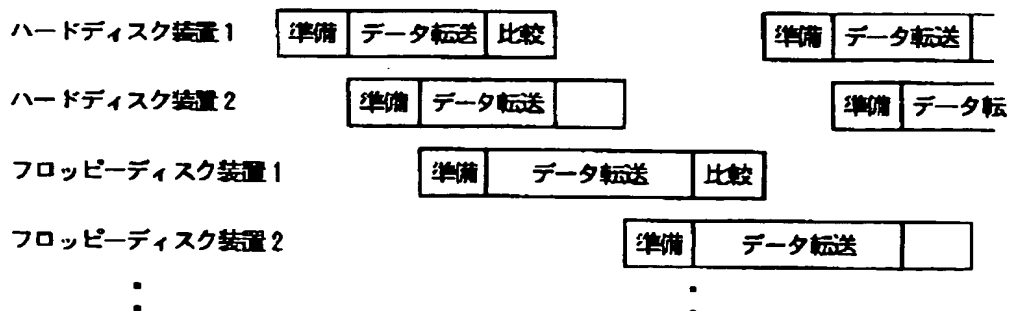 ハードディスク装置1 準備 データ転送 比較 準備 データ転送
ハードディスク装置2 準備 データ転送 準備 データ転
フロッピーディスク装置1 準備 データ転送 比較
フロッピーディスク装置2 準備 データ転送